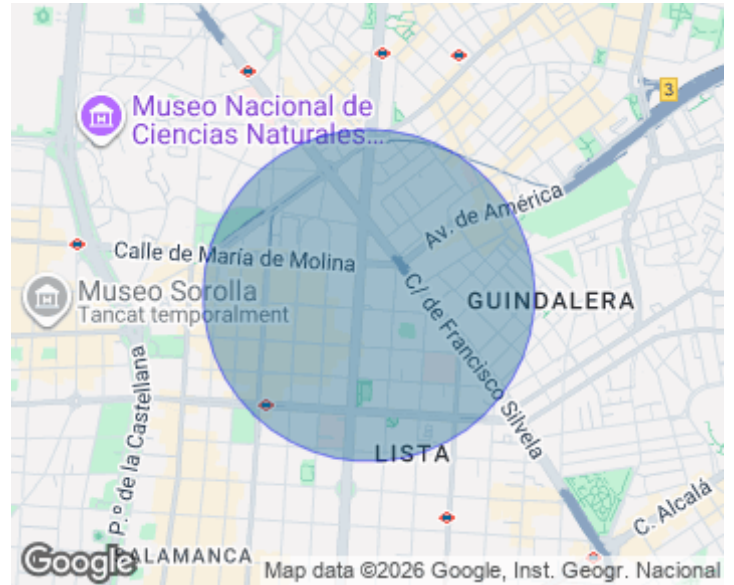 3
Museo Nacional de
Ciencias Naturales...
Av. de América
Calle de María de Molina
Museo Sorolla
Tancat temporalment
GUINDALERA
C/ de Francisco Silvela
P.º de la Castellana
LISTA
C. Alcalá
SALAMANCA
Google
Map data ©2026 Google, Inst. Geogr. Nacional